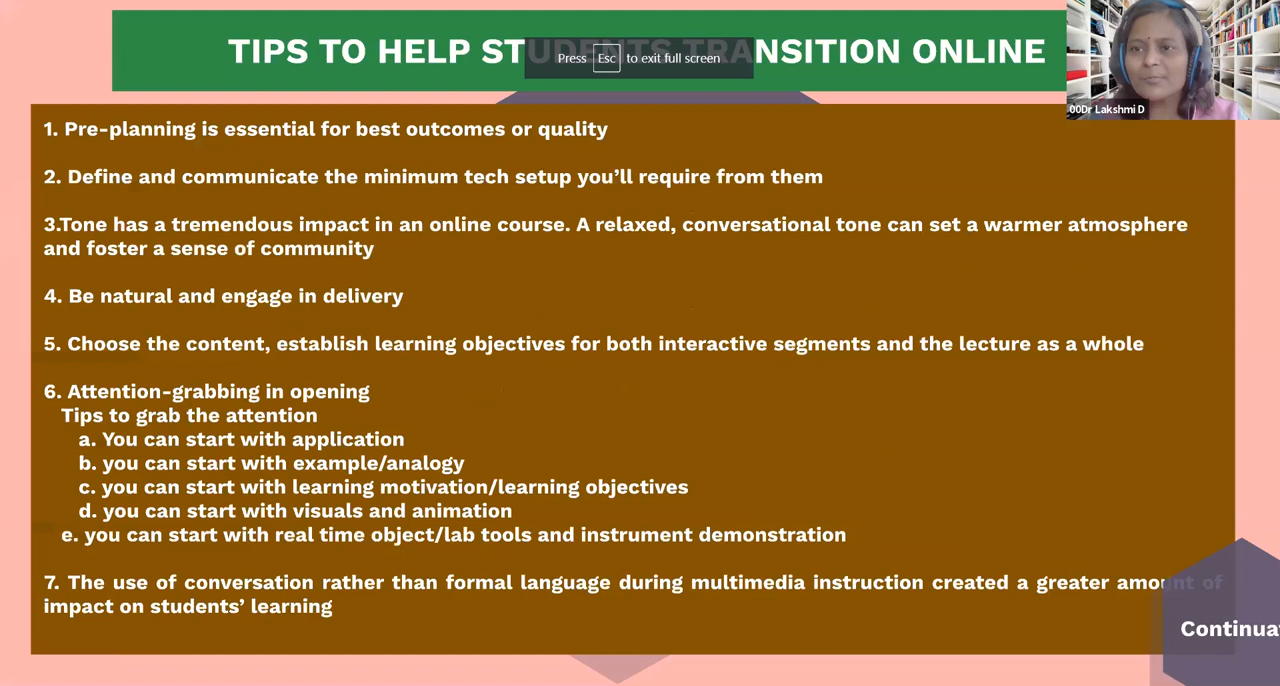 TIPS TO HELP STUDENTS TRANSITION ONLINE
Press Esc to exit full screen
00Dr Lakshmi D
1. Pre-planning is essential for best outcomes or quality
2. Define and communicate the minimum tech setup you’ll require from them
3.Tone has a tremendous impact in an online course. A relaxed, conversational tone can set a warmer atmosphere
and foster a sense of community
4. Be natural and engage in delivery
5. Choose the content, establish learning objectives for both interactive segments and the lecture as a whole
6. Attention-grabbing in opening
Tips to grab the attention
a. You can start with application
b. you can start with example/analogy
c. you can start with learning motivation/learning objectives
d. you can start with visuals and animation
e. you can start with real time object/lab tools and instrument demonstration
7. The use of conversation rather than formal language during multimedia instruction created a greater amount of
impact on students’ learning
Continua